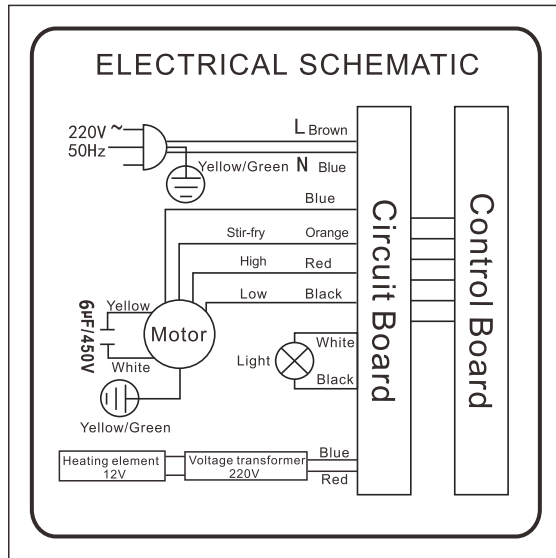 ELECTRICAL SCHEMATIC
220V ~
50Hz
L Brown
Yellow/Green N Blue
Blue
Stir-fry Orange
High Red
Low Black
Yellow
6μF/450V
White
Motor
Yellow/Green
Light
White
Black
Circuit Board
Control Board
Heating element
12V
Voltage transformer
220V
Blue
Red